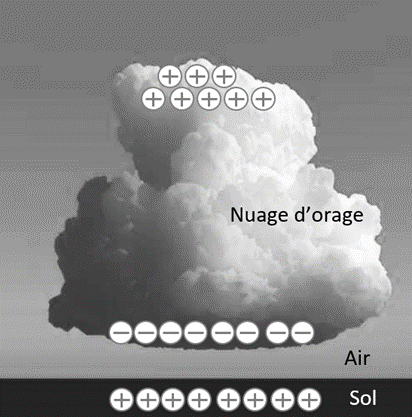 + + +
+ + + + +
Nuage d’orage
− − − − − − − −
Air
+ + + + + + + +
Sol